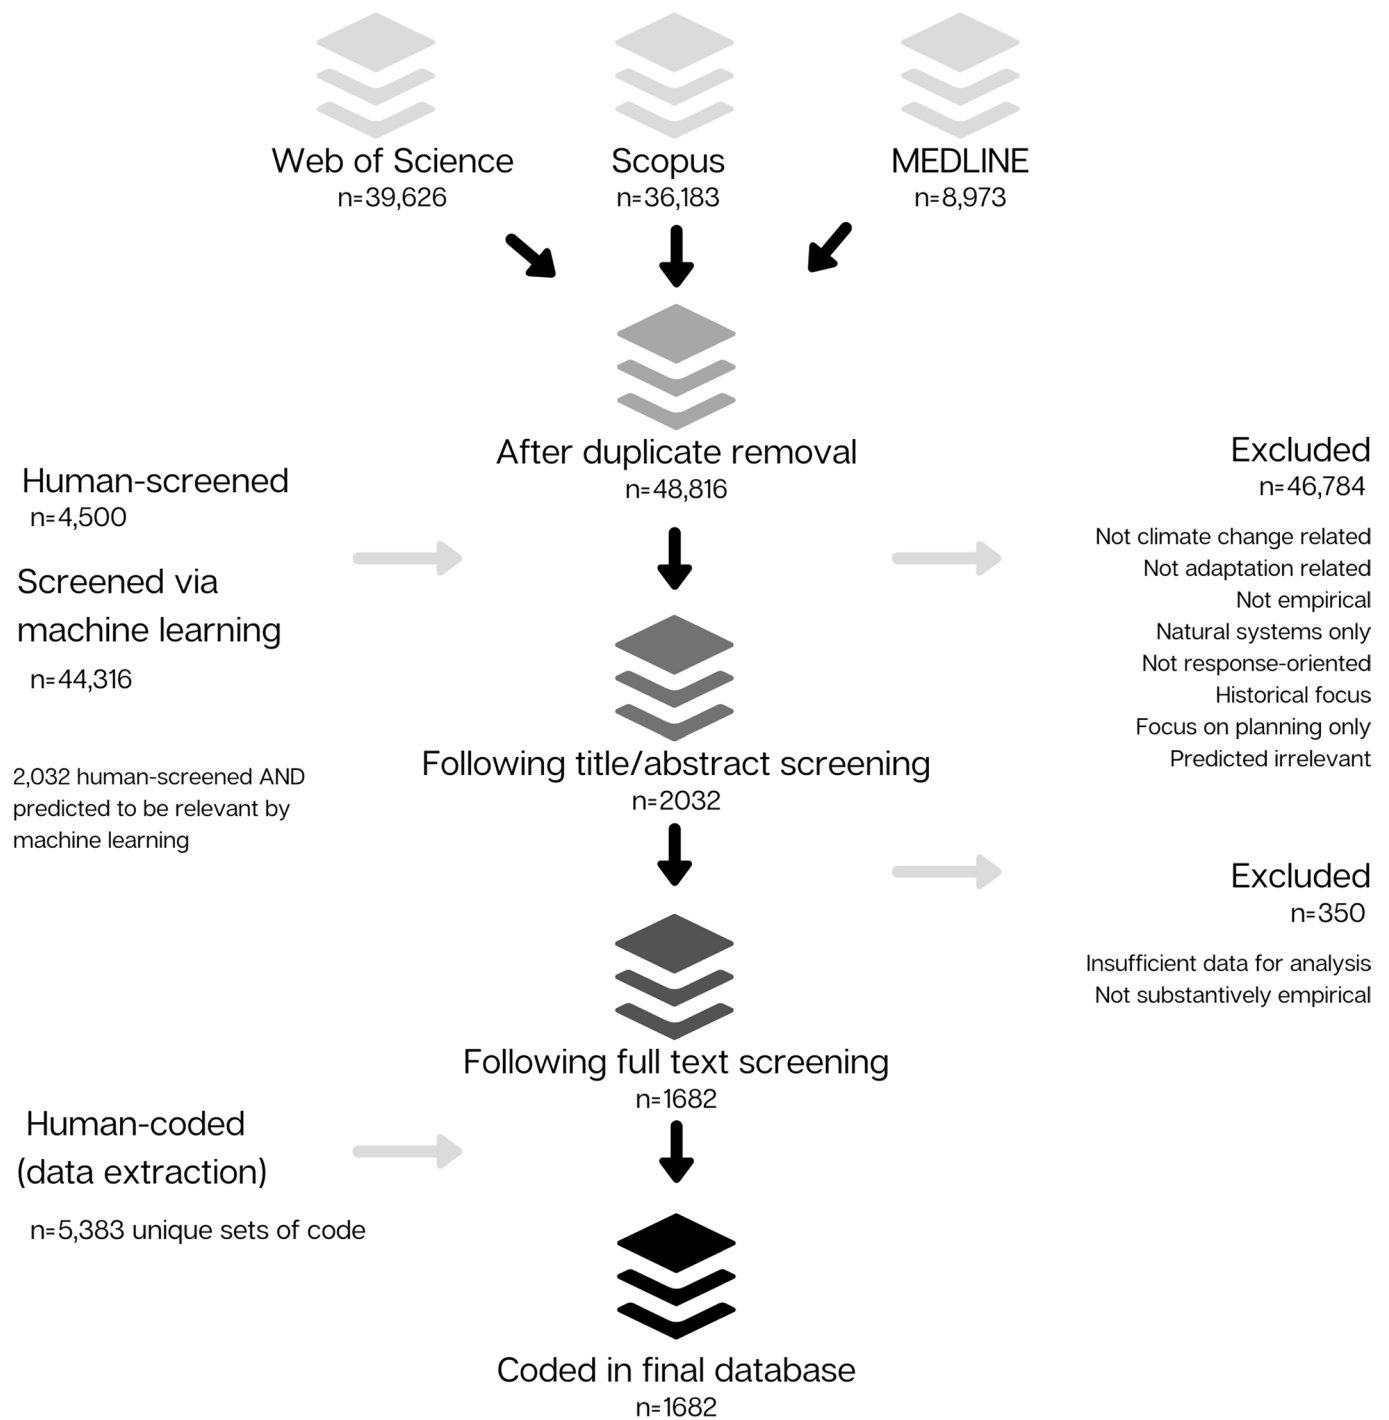 Web of Science
n=39,626
Scopus
n=36,183
MEDLINE
n=8,973
After duplicate removal
n=48,816
Human-screened
n=4,500
Screened via
machine learning
n=44,316
Excluded
n=46,784
Not climate change related
Not adaptation related
Not empirical
Natural systems only
Not response-oriented
Historical focus
Focus on planning only
Predicted irrelevant
2,032 human-screened AND
predicted to be relevant by
machine learning
Following title/abstract screening
n=2032
Excluded
n=350
Insufficient data for analysis
Not substantively empirical
Following full text screening
n=1682
Human-coded
(data extraction)
n=5,383 unique sets of code
Coded in final database
n=1682